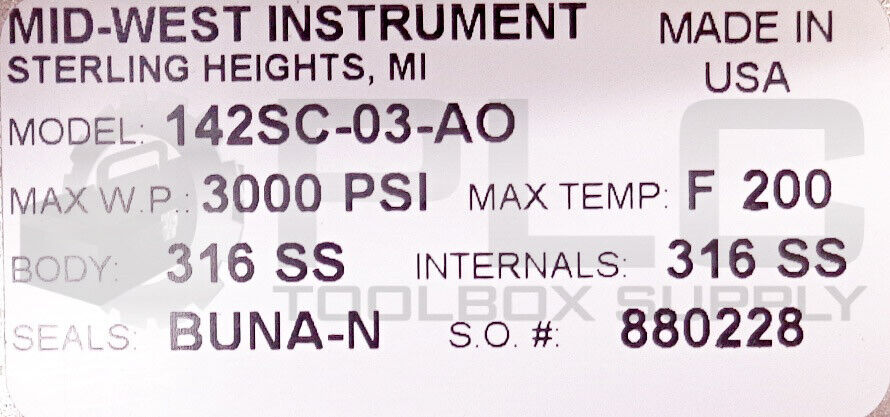 MID-WEST INSTRUMENT MADE IN
STERLING HEIGHTS, MI USA
MODEL: 142SC-03-AO
MAX W.P.: 3000 PSI MAX TEMP: F 200
BODY: 316 SS INTERNALS: 316 SS
SEALS: BUNA-N S.O. #: 880228
PLC
TOOLBOX SUPPLY